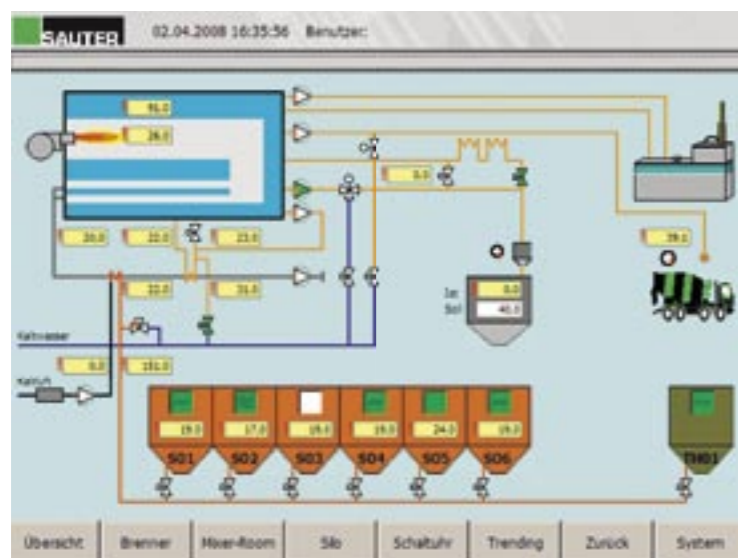 SAUTER
02.04.2008 16:35:56 Benutzer:
91.0
26.0
0.0
39.1
20.0 22.0 23.0
22.0 31.0
Ist 0.0
Soll 40.0
Kaltwasser
0.0 151.0
Kaltluft
19.0 17.0 19.0 19.0 24.0 19.0
S01 S02 S03 S04 S05 S06 TH01
Übersicht Brenner Mixer-Room Silo Schaltuhr Trending Zurück System